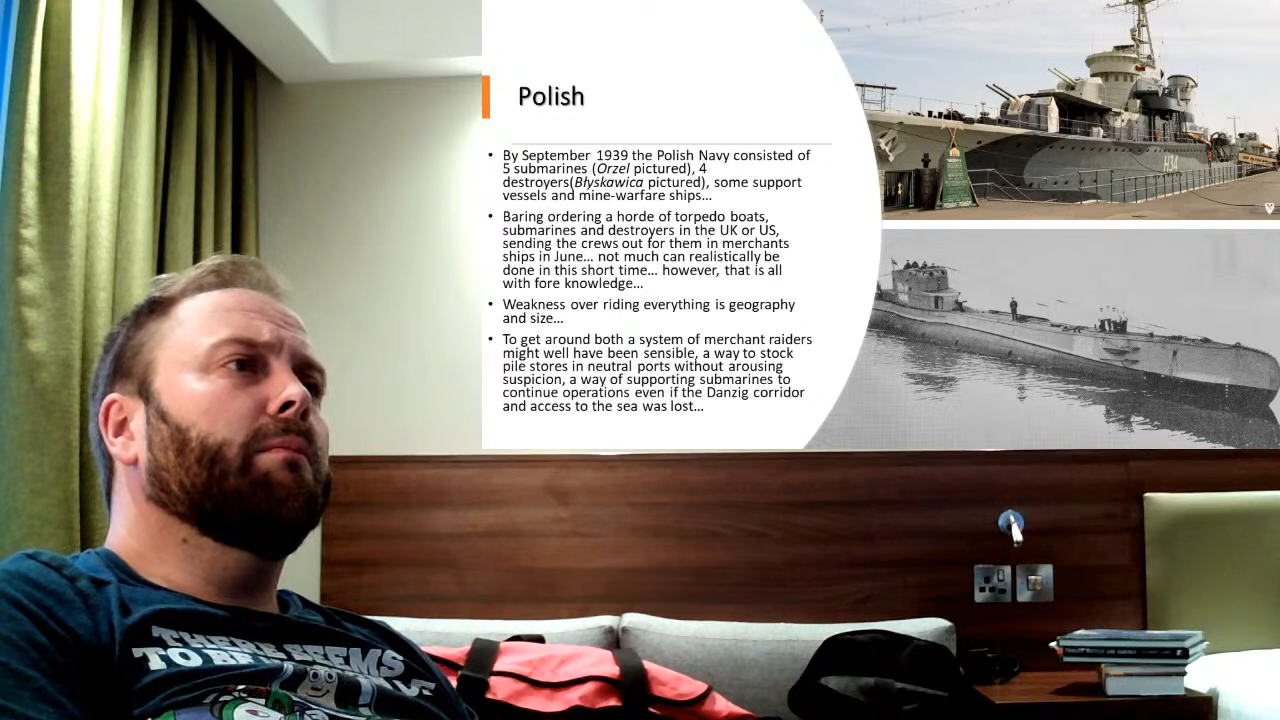 Polish
• By September 1939 the Polish Navy consisted of
5 submarines (Orzel pictured), 4
destroyers(Błyskawica pictured), some support
vessels and mine-warfare ships…
• Baring ordering a horde of torpedo boats,
submarines and destroyers in the UK or US,
sending the crews out for them in merchants
ships in June… not much can realistically be
done in this short time… however, that is all
with fore knowledge…
• Weakness over riding everything is geography
and size…
• To get around both a system of merchant raiders
might well have been sensible, a way to stock
pile stores in neutral ports without arousing
suspicion, a way of supporting submarines to
continue operations even if the Danzig corridor
and access to the sea was lost…
H34
THERE SEEMS
TO BE